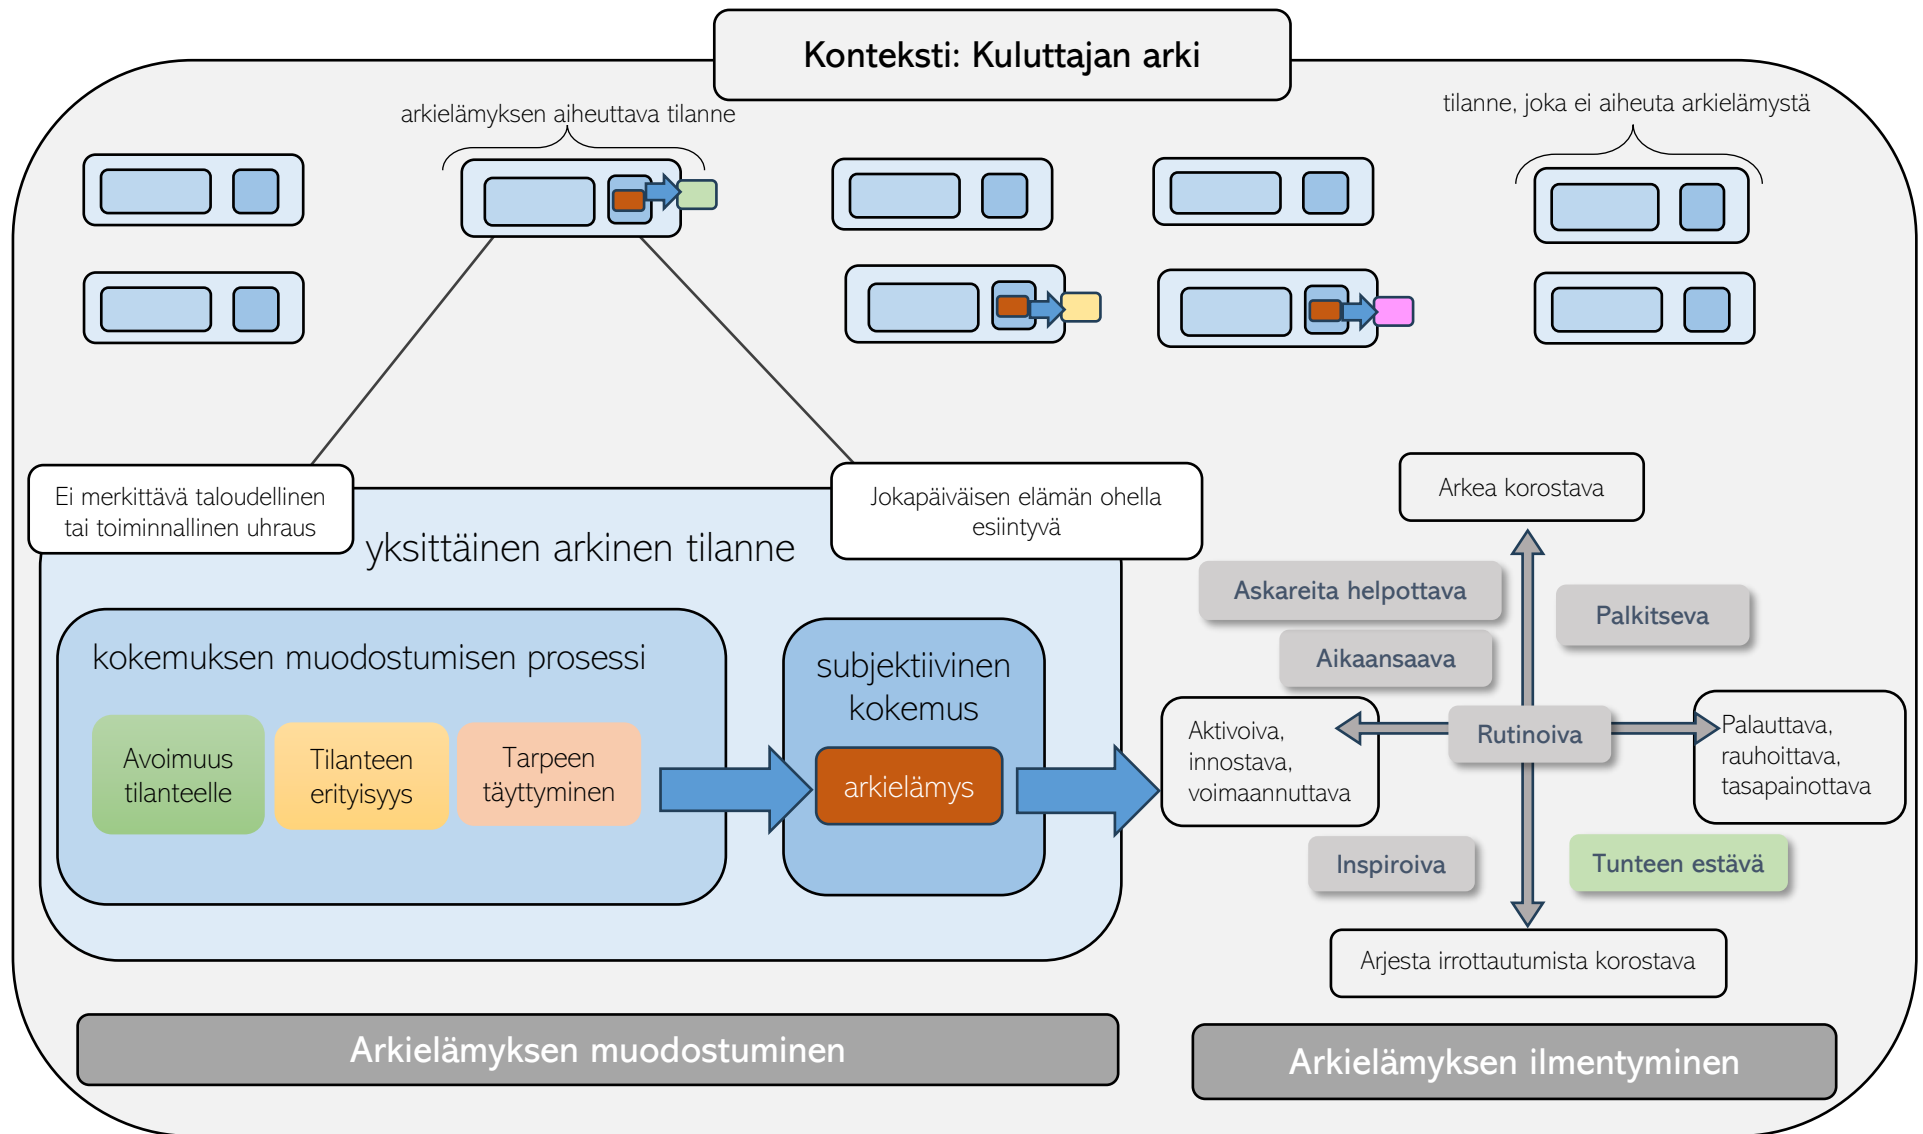 Konteksti: Kuluttajan arki
arkielämyksen aiheuttava tilanne
tilanne, joka ei aiheuta arkielämystä
Ei merkittävä taloudellinen
tai toiminnallinen uhraus
Jokapäiväisen elämän ohella
esiintyvä
yksittäinen arkinen tilanne
kokemuksen muodostumisen prosessi
Avoimuus
tilanteelle
Tilanteen
erityisyys
Tarpeen
täyttyminen
subjektiivinen
kokemus
arkielämys
Arkea korostava
Askareita helpottava
Palkitseva
Aikaansaava
Aktivoiva,
innostava,
voimaannuttava
Rutinoiva
Palauttava,
rauhoittava,
tasapainottava
Inspiroiva
Tunteen estävä
Arjesta irrottautumista korostava
Arkielämyksen muodostuminen
Arkielämyksen ilmentyminen